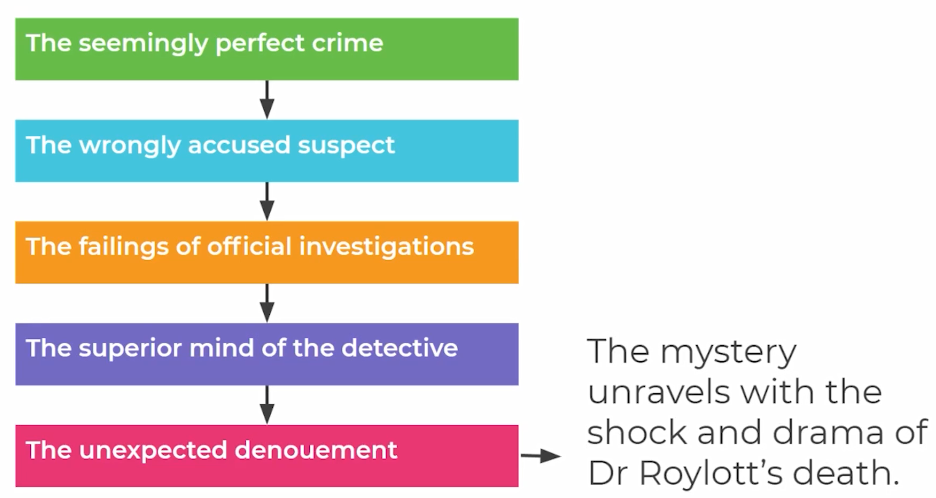 The seemingly perfect crime
The wrongly accused suspect
The failings of official investigations
The superior mind of the detective
The unexpected denouement
The mystery
unravels with the
shock and drama of
Dr Roylott's death.